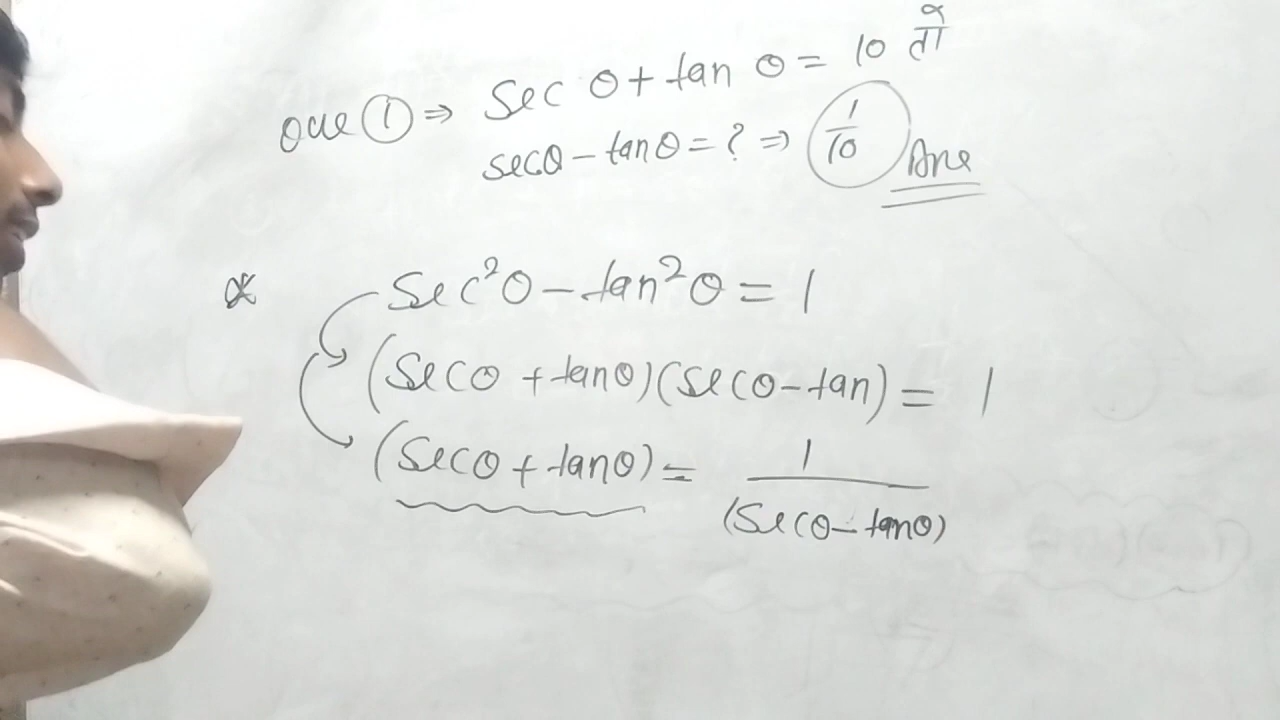 Que ① ⇒ Sec θ + tan θ = 10 तो
secθ - tanθ = ? ⇒ 1/10 Ans
* Sec²θ - tan²θ = 1
(Secθ + tanθ)(Secθ - tan) = 1
(Secθ + tanθ) = 1/(Secθ - tanθ)